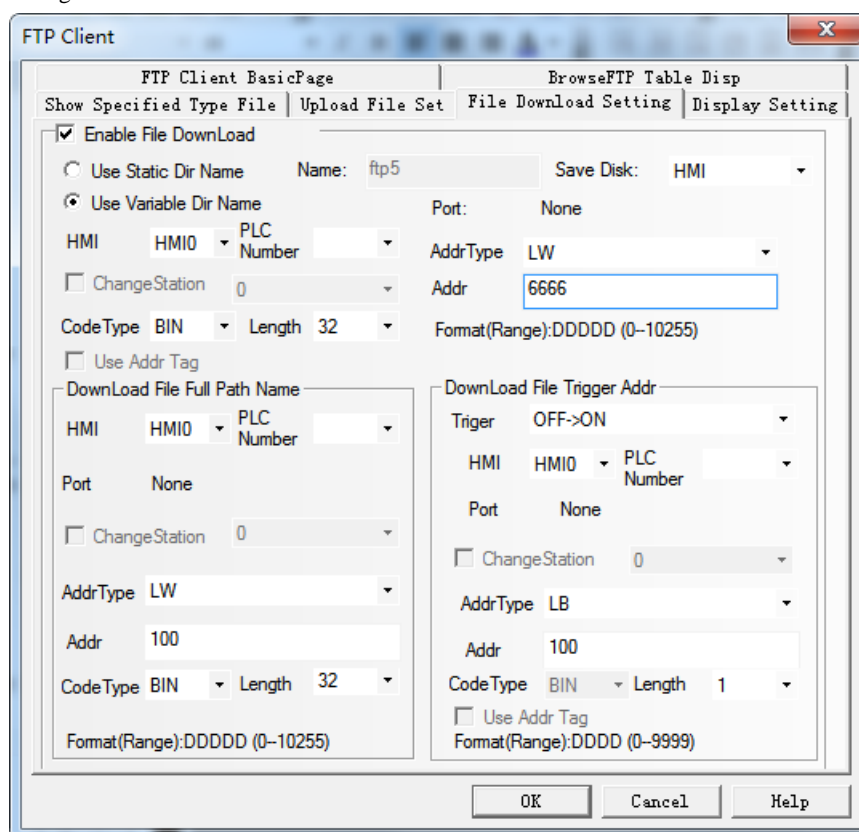 FTP Client
FTP Client BasicPage
BrowseFTP Table Disp
Show Specified Type File
Upload File Set
File Download Setting
Display Setting
Enable File DownLoad
Use Static Dir Name
Name: ftp5
Save Disk: HMI
Use Variable Dir Name
Port: None
HMI HMI0 PLC Number
AddrType LW
ChangeStation 0
Addr 6666
CodeType BIN Length 32
Format(Range):DDDDD (0--10255)
Use Addr Tag
DownLoad File Full Path Name
HMI HMI0 PLC Number
Port None
ChangeStation 0
AddrType LW
Addr 100
CodeType BIN Length 32
Format(Range):DDDDD (0--10255)
DownLoad File Trigger Addr
Triger OFF->ON
HMI HMI0 PLC Number
Port None
ChangeStation 0
AddrType LB
Addr 100
CodeType BIN Length 1
Use Addr Tag
Format(Range):DDDD (0--9999)
OK Cancel Help